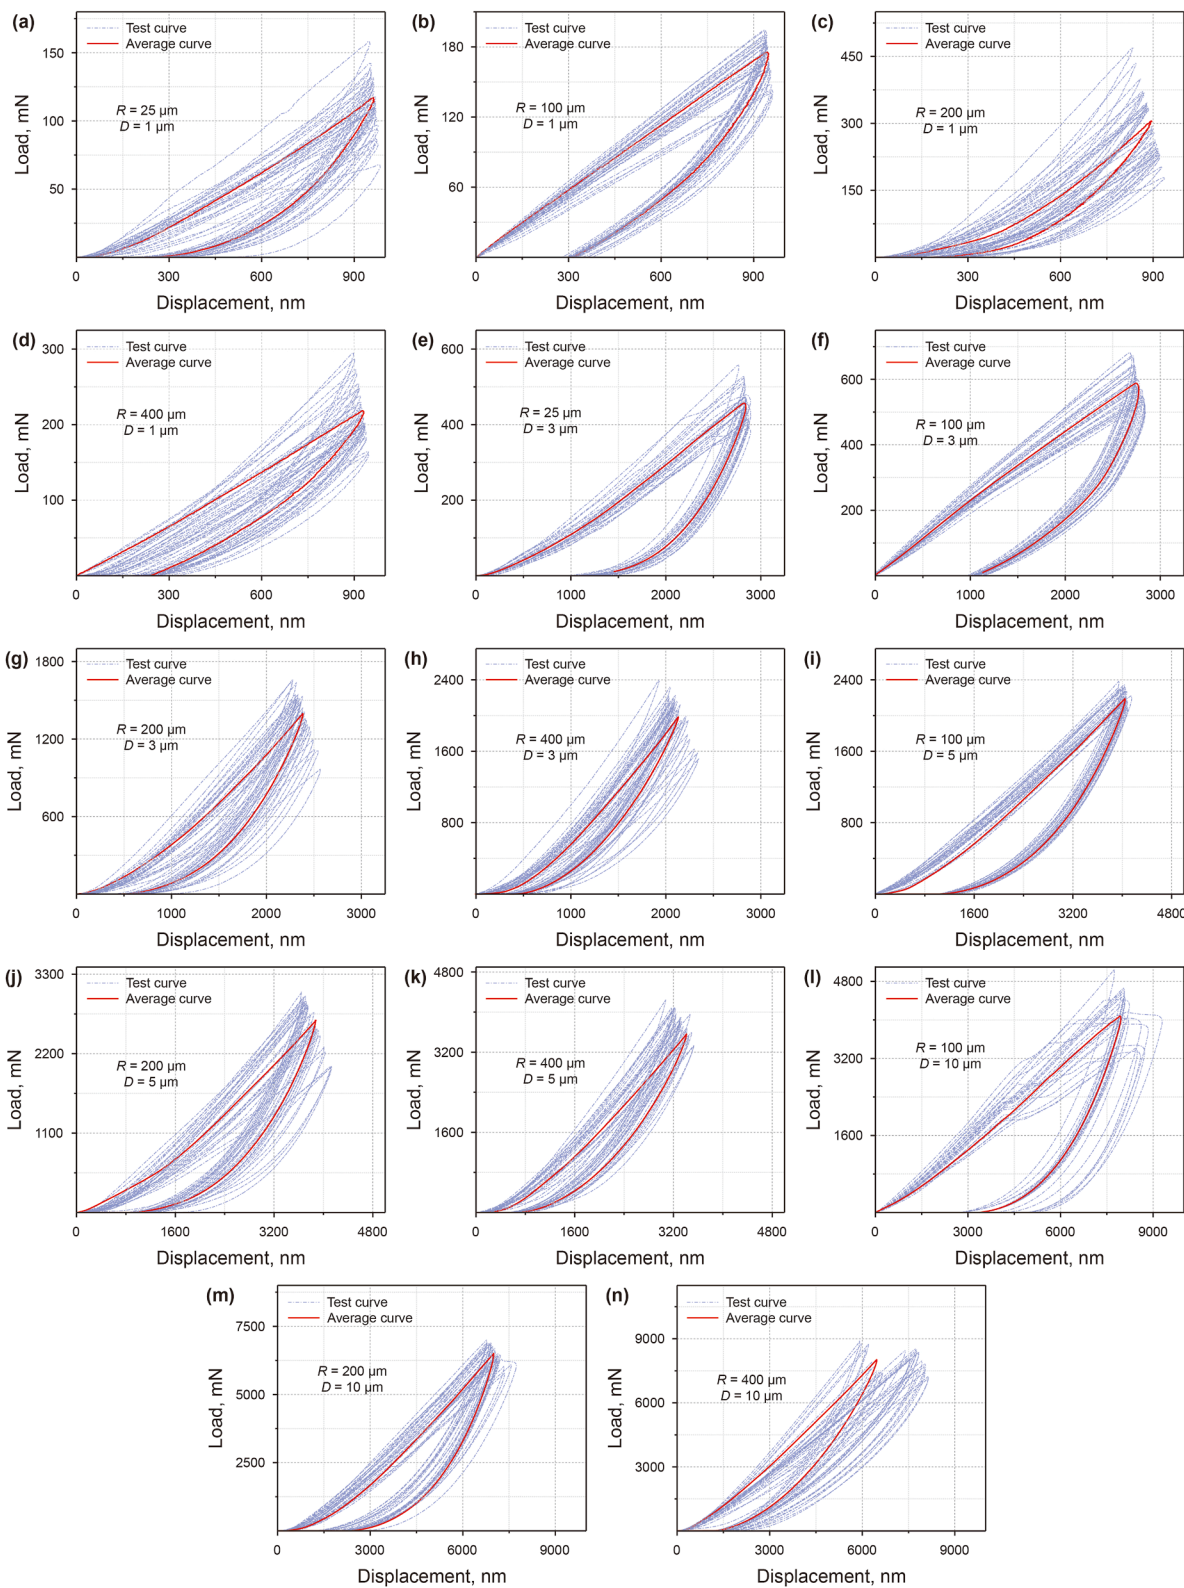 (a)
Test curve
Average curve
R = 25 μm
D = 1 μm
150
100
50
0
0 300 600 900
Load, mN
Displacement, nm
(b)
Test curve
Average curve
R = 100 μm
D = 1 μm
180
120
60
0
0 300 600 900
Load, mN
Displacement, nm
(c)
Test curve
Average curve
R = 200 μm
D = 1 μm
450
300
150
0 300 600 900
Load, mN
Displacement, nm
(d)
Test curve
Average curve
R = 400 μm
D = 1 μm
300
200
100
0 300 600 900
Load, mN
Displacement, nm
(e)
Test curve
Average curve
R = 25 μm
D = 3 μm
600
400
200
0
0 1000 2000 3000
Load, mN
Displacement, nm
(f)
Test curve
Average curve
R = 100 μm
D = 3 μm
600
400
200
0 1000 2000 3000
Load, mN
Displacement, nm
(g)
Test curve
Average curve
R = 200 μm
D = 3 μm
1800
1200
600
0 1000 2000 3000
Load, mN
Displacement, nm
(h)
Test curve
Average curve
R = 400 μm
D = 3 μm
2400
1600
800
0
0 1000 2000 3000
Load, mN
Displacement, nm
(i)
Test curve
Average curve
R = 100 μm
D = 5 μm
2400
1600
800
0
0 1600 3200 4800
Load, mN
Displacement, nm
(j)
Test curve
Average curve
R = 200 μm
D = 5 μm
3300
2200
1100
0 1600 3200 4800
Load, mN
Displacement, nm
(k)
Test curve
Average curve
R = 400 μm
D = 5 μm
4800
3200
1600
0
0 1600 3200 4800
Load, mN
Displacement, nm
(l)
Test curve
Average curve
R = 100 μm
D = 10 μm
4800
3200
1600
0 3000 6000 9000
Load, mN
Displacement, nm
(m)
Test curve
Average curve
R = 200 μm
D = 10 μm
7500
5000
2500
0
0 3000 6000 9000
Load, mN
Displacement, nm
(n)
Test curve
Average curve
R = 400 μm
D = 10 μm
9000
6000
3000
0
0 3000 6000 9000
Load, mN
Displacement, nm